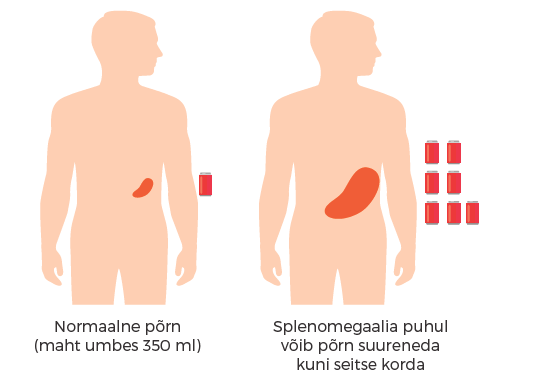 Normaalne põrn
(maht umbes 350 ml)
Splenomegaalia puhul
võib põrn suureneda
kuni seitse korda